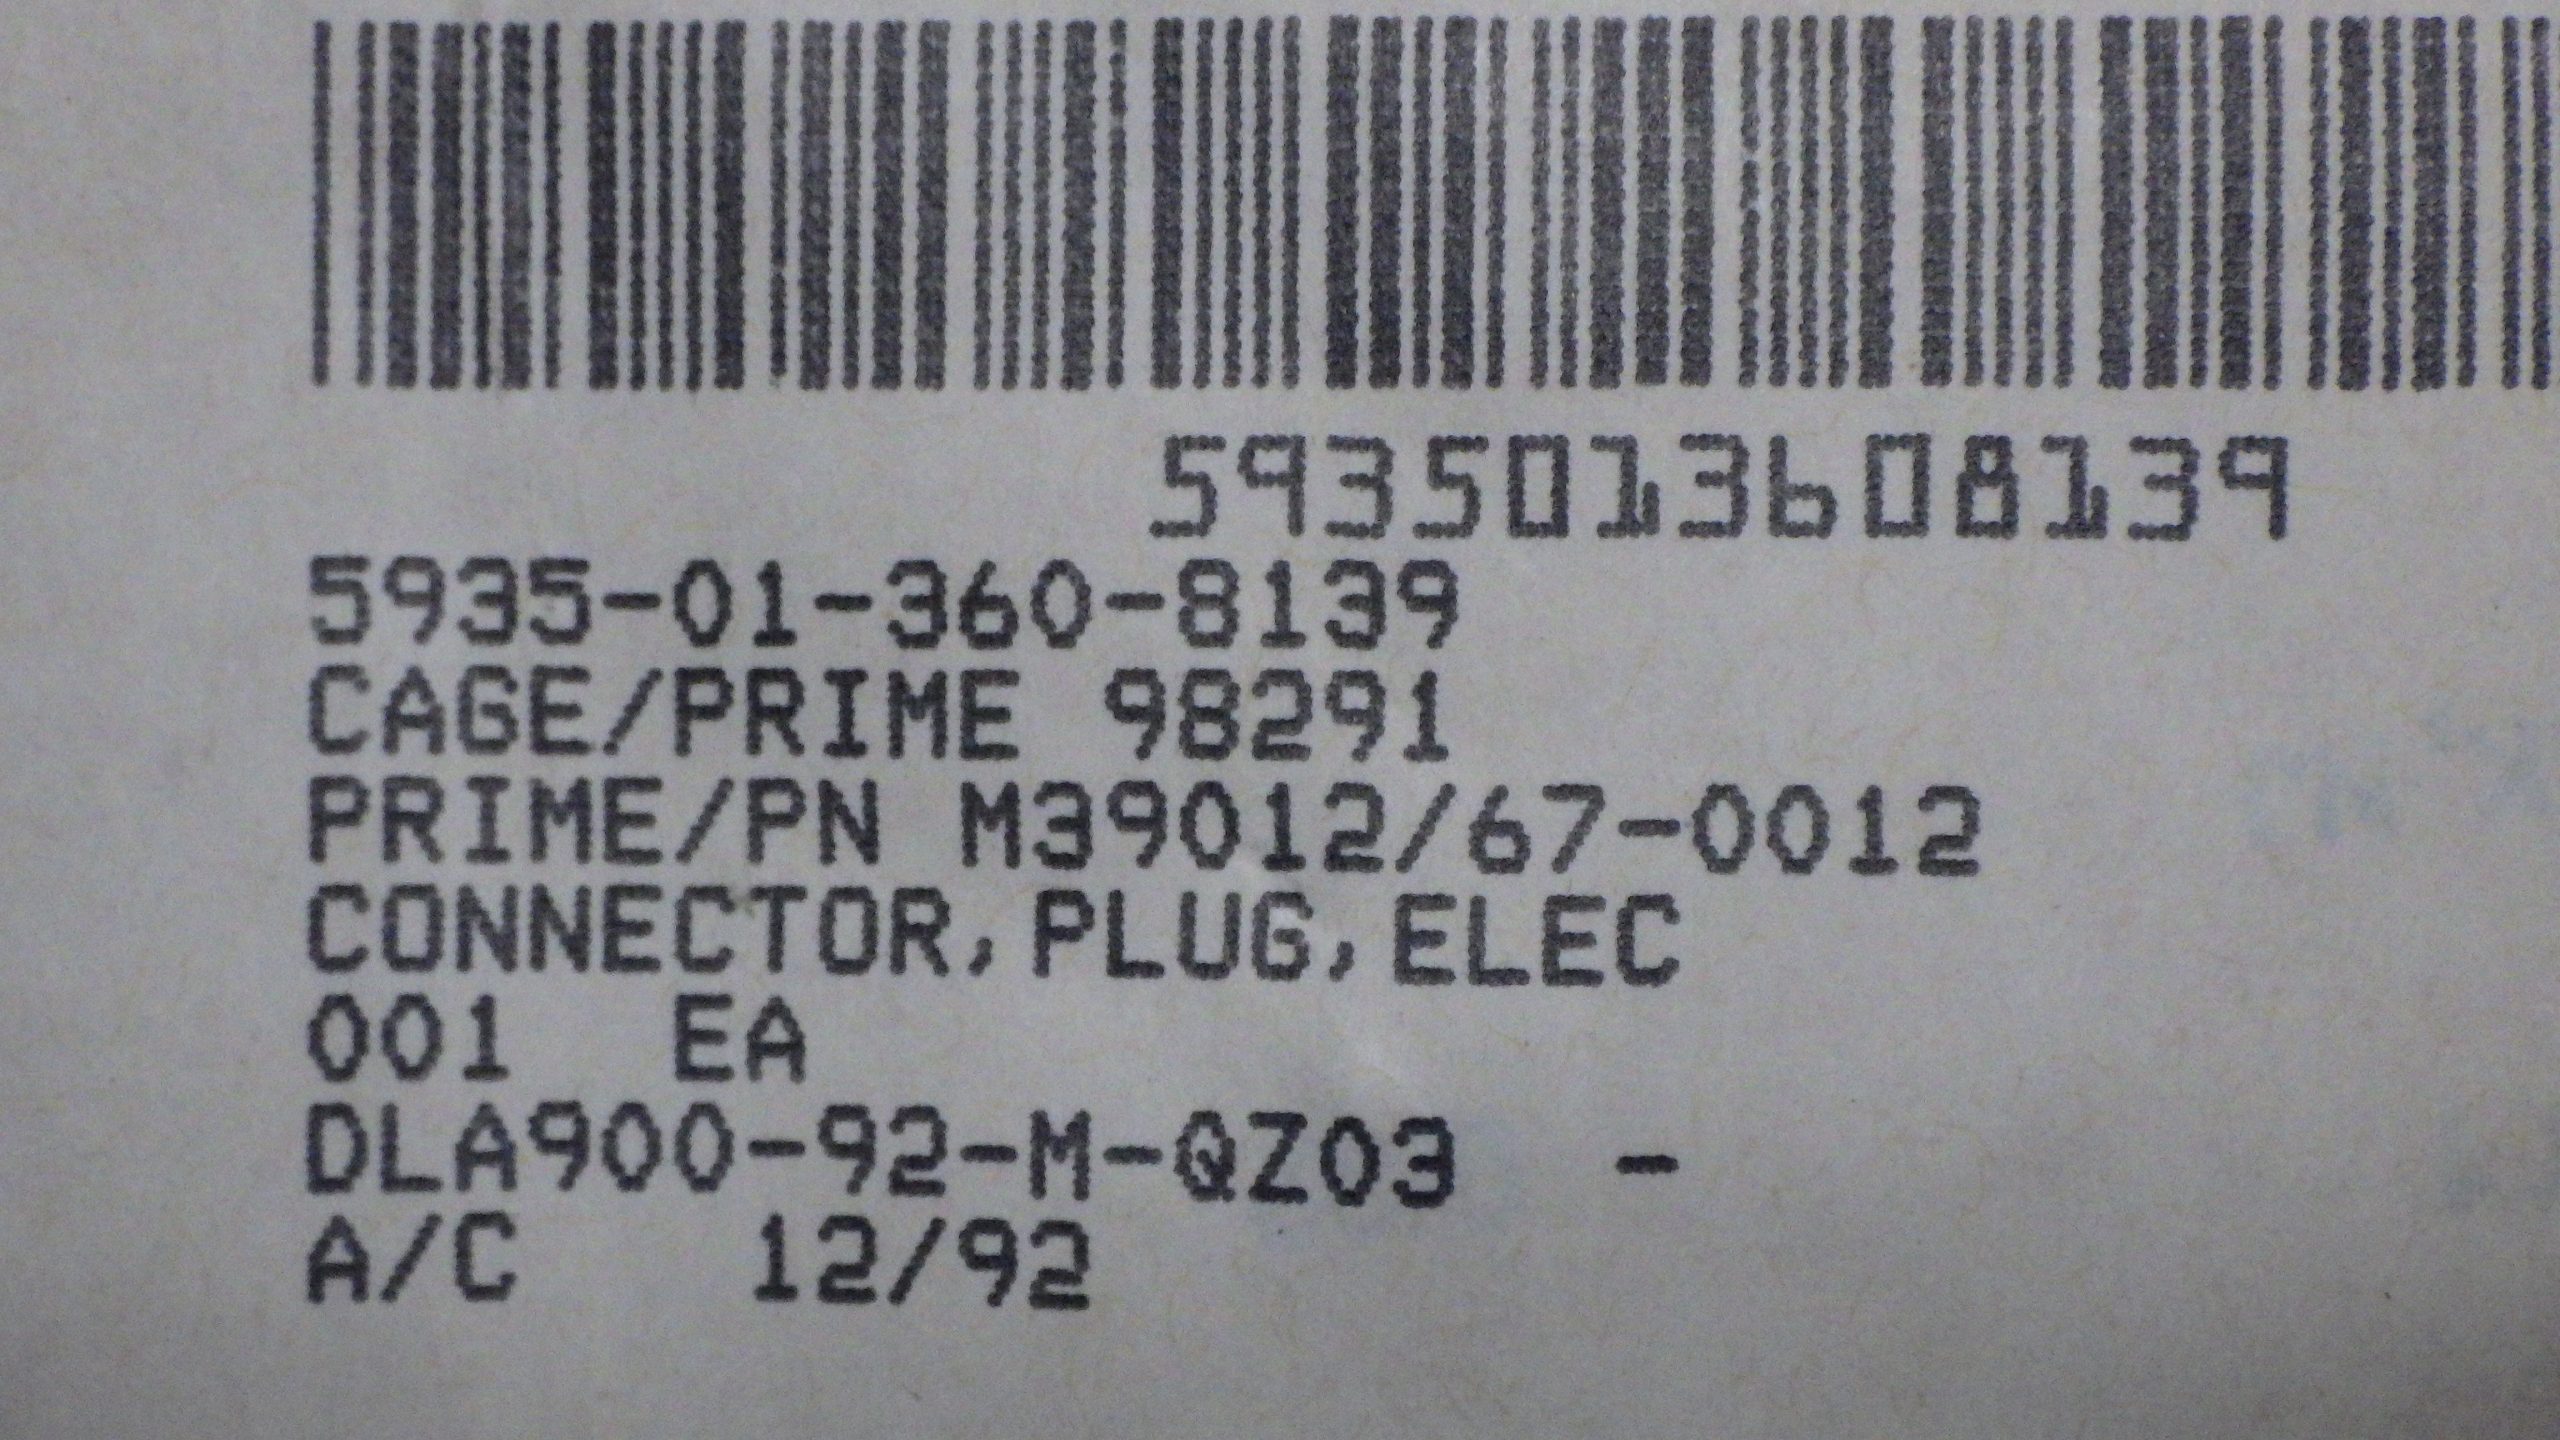 5935013608139
5935-01-360-8139
CAGE/PRIME 98291
PRIME/PN M39012/67-0012
CONNECTOR,PLUG,ELEC
001 EA
DLA900-92-M-QZ03 -
A/C 12/92